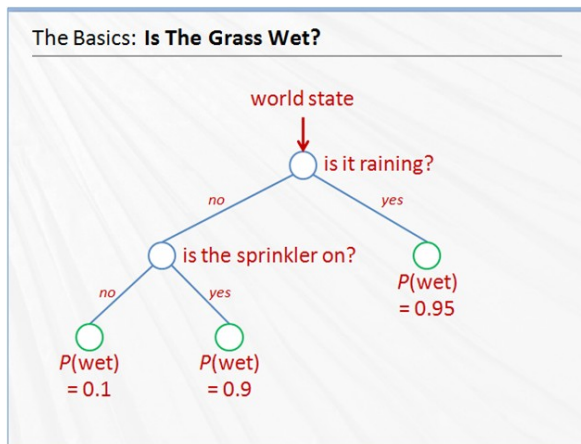 The Basics: Is The Grass Wet?
world state
is it raining?
no
yes
is the sprinkler on?
no
yes
P(wet)
= 0.95
P(wet)
= 0.1
P(wet)
= 0.9